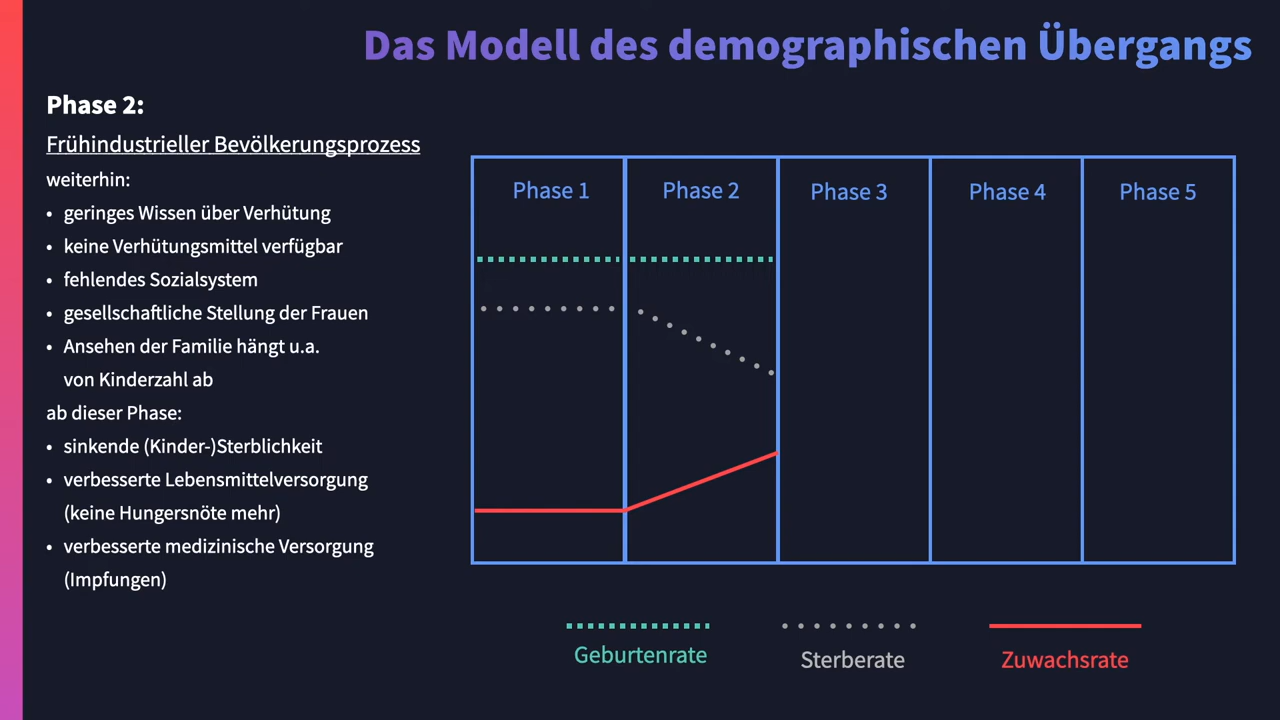 Das Modell des demographischen Übergangs
Phase 2:
Frühindustrieller Bevölkerungsprozess
weiterhin:
• geringes Wissen über Verhütung
• keine Verhütungsmittel verfügbar
• fehlendes Sozialsystem
• gesellschaftliche Stellung der Frauen
• Ansehen der Familie hängt u.a.
von Kinderzahl ab
ab dieser Phase:
• sinkende (Kinder-)Sterblichkeit
• verbesserte Lebensmittelversorgung
(keine Hungersnöte mehr)
• verbesserte medizinische Versorgung
(Impfungen)
Phase 1
Phase 2
Phase 3
Phase 4
Phase 5
Geburtenrate
Sterberate
Zuwachsrate